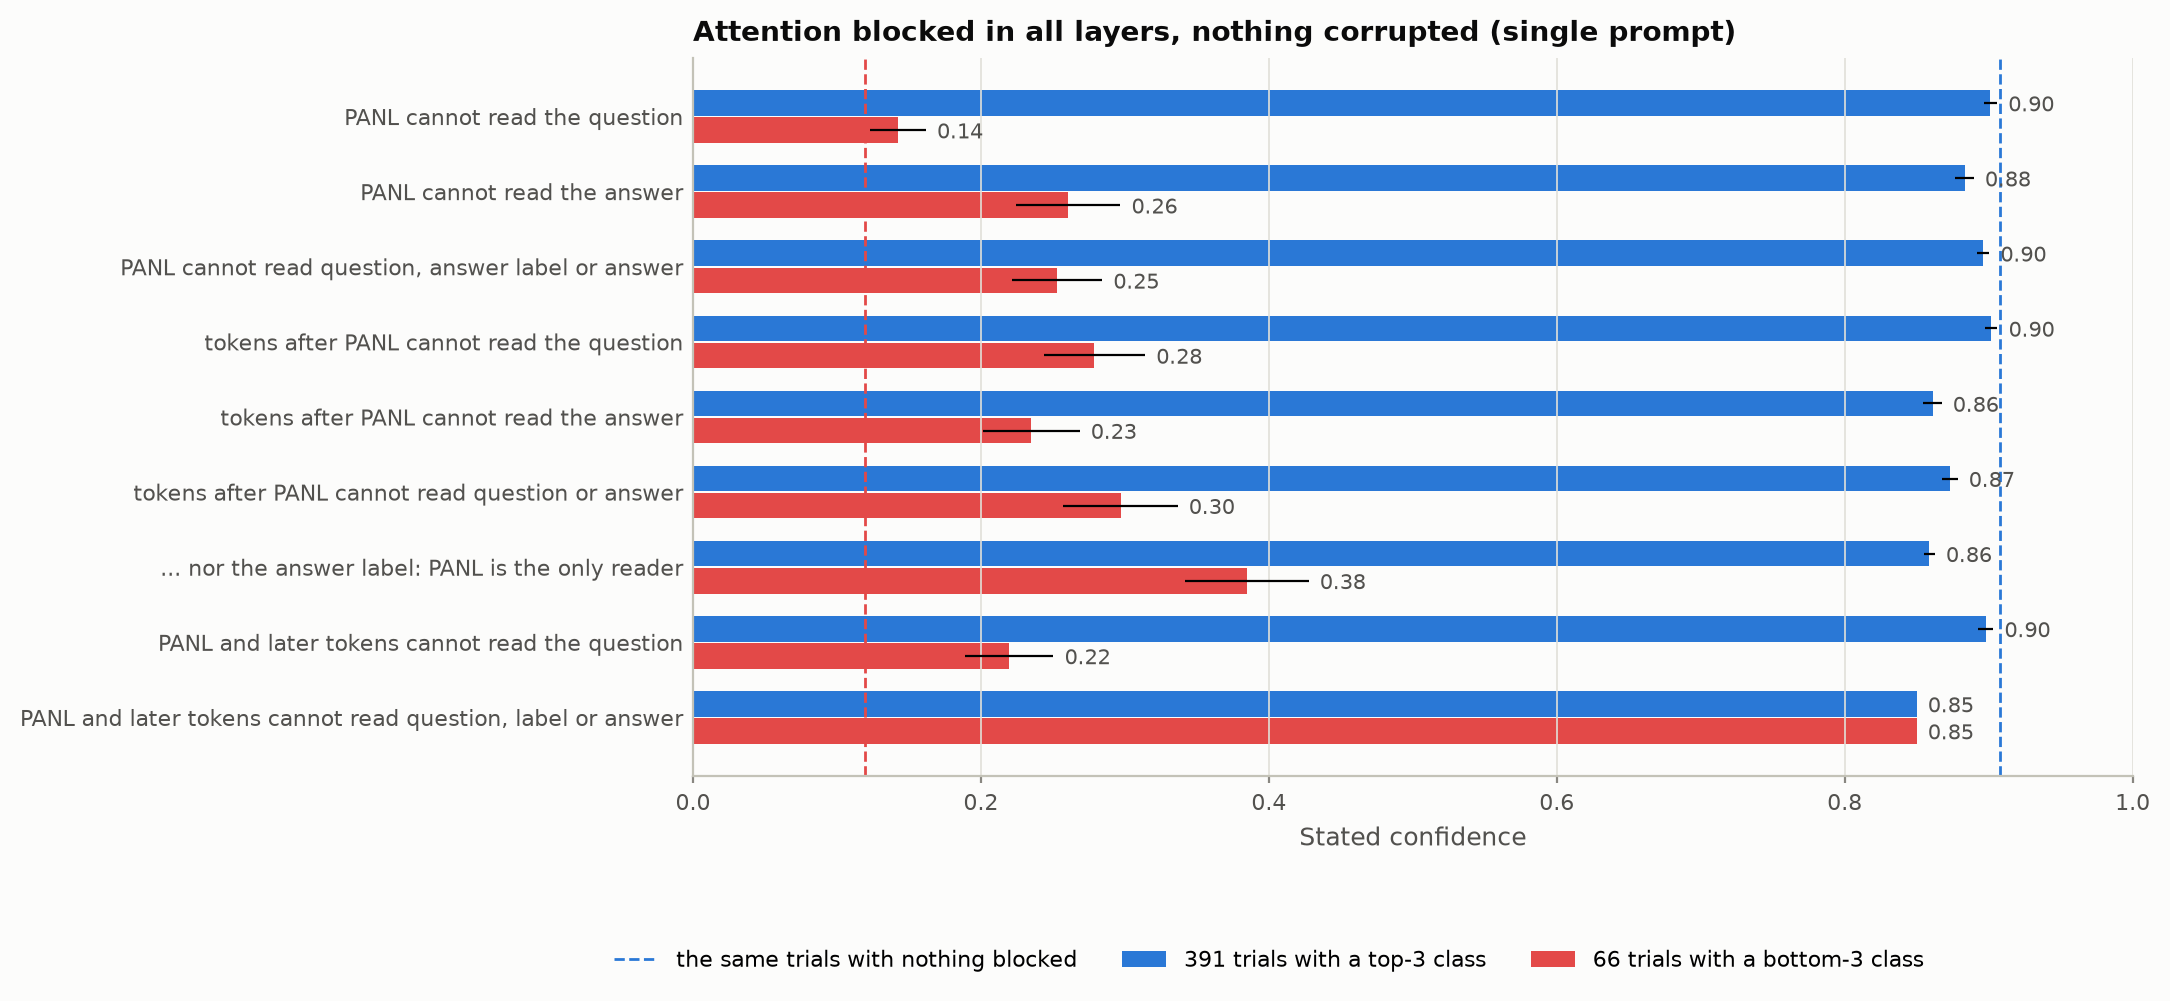 Attention blocked in all layers, nothing corrupted (single prompt)
PANL cannot read the question
0.90
0.14
PANL cannot read the answer
0.88
0.26
PANL cannot read question, answer label or answer
0.90
0.25
tokens after PANL cannot read the question
0.90
0.28
tokens after PANL cannot read the answer
0.86
0.23
tokens after PANL cannot read question or answer
0.87
0.30
... nor the answer label: PANL is the only reader
0.86
0.38
PANL and later tokens cannot read the question
0.90
0.22
PANL and later tokens cannot read question, label or answer
0.85
0.85
0.0 0.2 0.4 0.6 0.8 1.0
Stated confidence
the same trials with nothing blocked 391 trials with a top-3 class 66 trials with a bottom-3 class